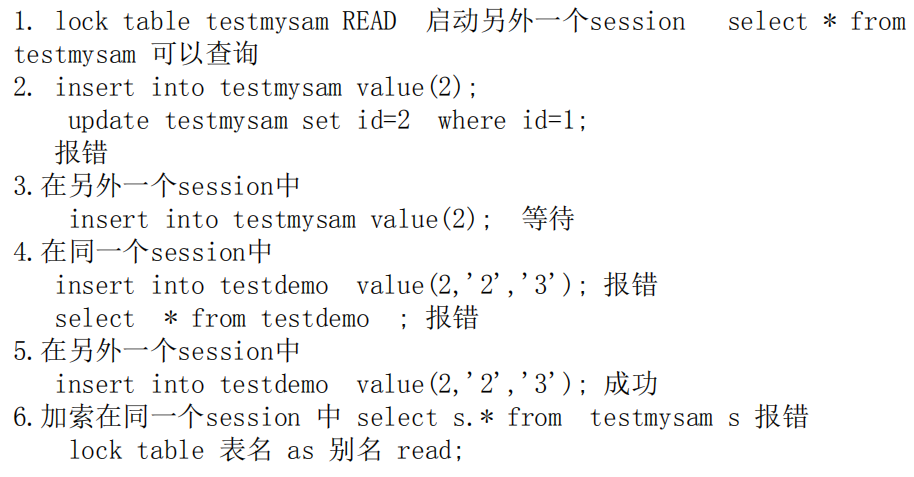 1. lock table testmysam READ  启动另外一个session   select * from
testmysam 可以查询
2. insert into testmysam value(2);
update testmysam set id=2  where id=1;
报错
3.在另外一个session中
insert into testmysam value(2);  等待
4.在同一个session中
insert into testdemo  value(2,'2','3'); 报错
select  * from testdemo  ; 报错
5.在另外一个session中
insert into testdemo  value(2,'2','3'); 成功
6.加索在同一个session 中 select s.* from  testmysam s 报错
lock table 表名 as 别名 read;